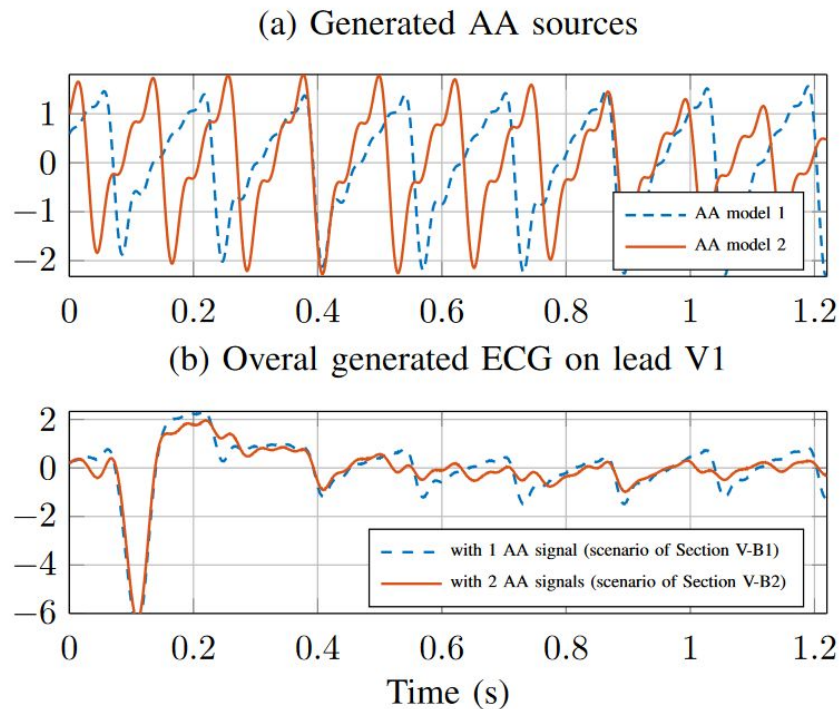 (a) Generated AA sources
1
0
−1
−2
AA model 1
AA model 2
0 0.2 0.4 0.6 0.8 1 1.2
(b) Overal generated ECG on lead V1
2
0
−2
−4
−6
with 1 AA signal (scenario of Section V-B1)
with 2 AA signals (scenario of Section V-B2)
0 0.2 0.4 0.6 0.8 1 1.2
Time (s)